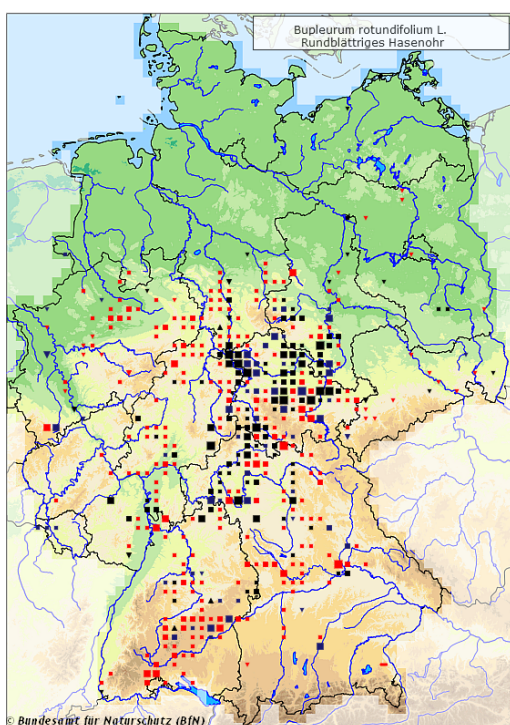 Bupleurum rotundifolium L.
Rundblättriges Hasenohr
© Bundesamt für Naturschutz (BfN)